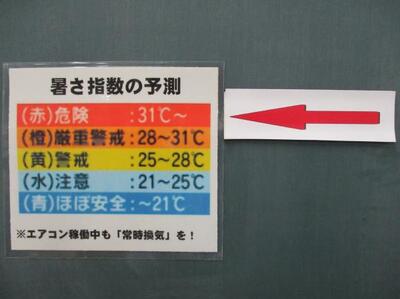 暑さ指数の予測
(赤)危険 :31℃～
(橙)厳重警戒:28～31℃
(黄)警戒 :25～28℃
(水)注意 :21～25℃
(青)ほぼ安全:～21℃
※エアコン稼働中も「常時換気」を！